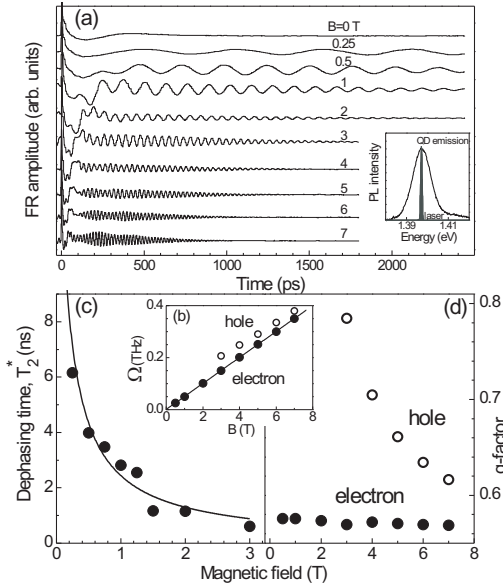 (a)
B=0 T
0.25
0.5
1
2
3
4
5
6
7
FR amplitude (arb. units)
0 500 1000 1500 2000
Time (ps)
PL intensity
QD emission
laser
1.39 1.41
Energy (eV)
(c)
8
6
4
2
0
Dephasing time, T*2 (ns)
0 1 2 3
(b)
0.4
0.2
0.0
Ω(THz)
hole
electron
0 2 4 6 8
B (T)
(d)
0.8
0.7
0.6
g-factor
hole
electron
0 1 2 3 4 5 6 7 8
Magnetic field (T)